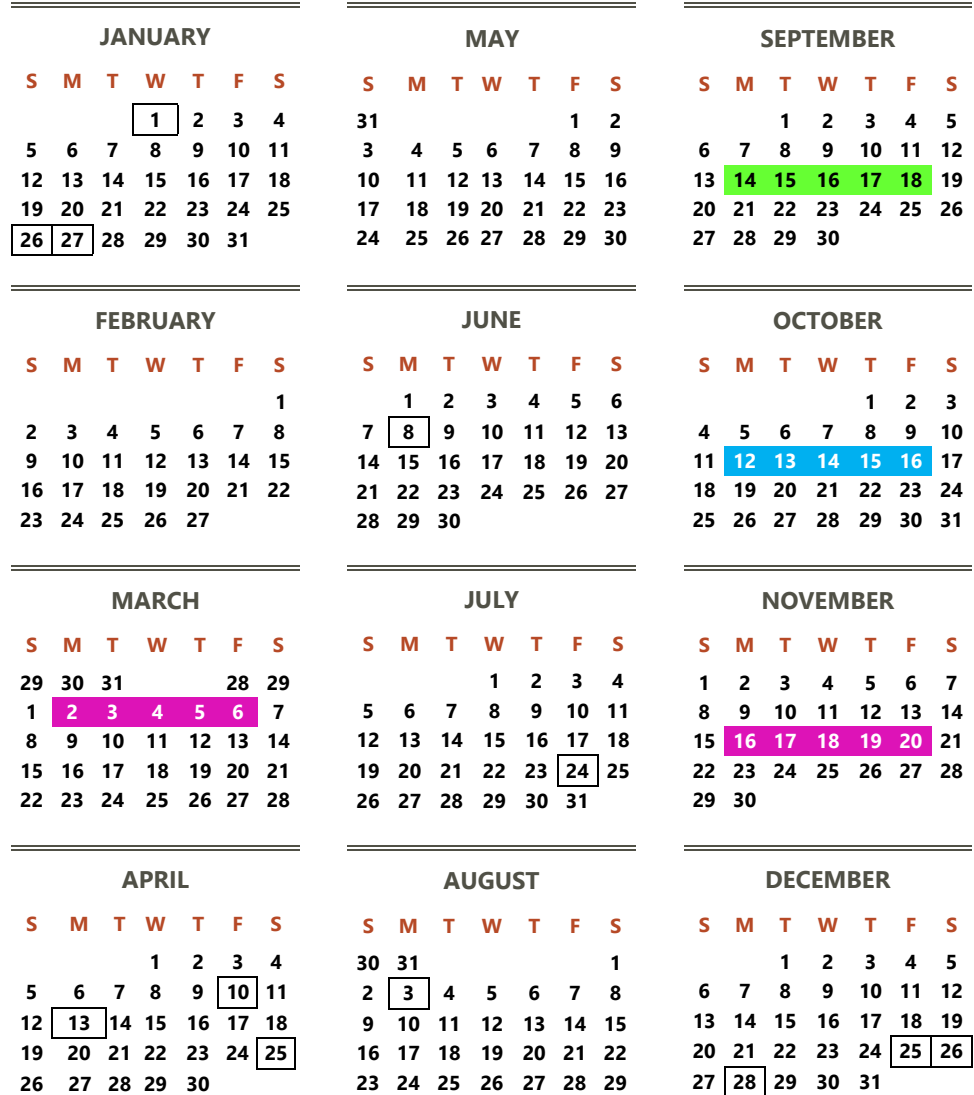 JANUARY
S M T W T F S
1 2 3 4
5 6 7 8 9 10 11
12 13 14 15 16 17 18
19 20 21 22 23 24 25
26 27 28 29 30 31
FEBRUARY
S M T W T F S
1
2 3 4 5 6 7 8
9 10 11 12 13 14 15
16 17 18 19 20 21 22
23 24 25 26 27
MARCH
S M T W T F S
29 30 31 28 29
1 2 3 4 5 6 7
8 9 10 11 12 13 14
15 16 17 18 19 20 21
22 23 24 25 26 27 28
APRIL
S M T W T F S
1 2 3 4
5 6 7 8 9 10 11
12 13 14 15 16 17 18
19 20 21 22 23 24 25
26 27 28 29 30
MAY
S M T W T F S
31 1 2
3 4 5 6 7 8 9
10 11 12 13 14 15 16
17 18 19 20 21 22 23
24 25 26 27 28 29 30
JUNE
S M T W T F S
1 2 3 4 5 6
7 8 9 10 11 12 13
14 15 16 17 18 19 20
21 22 23 24 25 26 27
28 29 30
JULY
S M T W T F S
1 2 3 4
5 6 7 8 9 10 11
12 13 14 15 16 17 18
19 20 21 22 23 24 25
26 27 28 29 30 31
AUGUST
S M T W T F S
30 31 1
2 3 4 5 6 7 8
9 10 11 12 13 14 15
16 17 18 19 20 21 22
23 24 25 26 27 28 29
SEPTEMBER
S M T W T F S
1 2 3 4 5
6 7 8 9 10 11 12
13 14 15 16 17 18 19
20 21 22 23 24 25 26
27 28 29 30
OCTOBER
S M T W T F S
1 2 3
4 5 6 7 8 9 10
11 12 13 14 15 16 17
18 19 20 21 22 23 24
25 26 27 28 29 30 31
NOVEMBER
S M T W T F S
1 2 3 4 5 6 7
8 9 10 11 12 13 14
15 16 17 18 19 20 21
22 23 24 25 26 27 28
29 30
DECEMBER
S M T W T F S
1 2 3 4 5
6 7 8 9 10 11 12
13 14 15 16 17 18 19
20 21 22 23 24 25 26
27 28 29 30 31